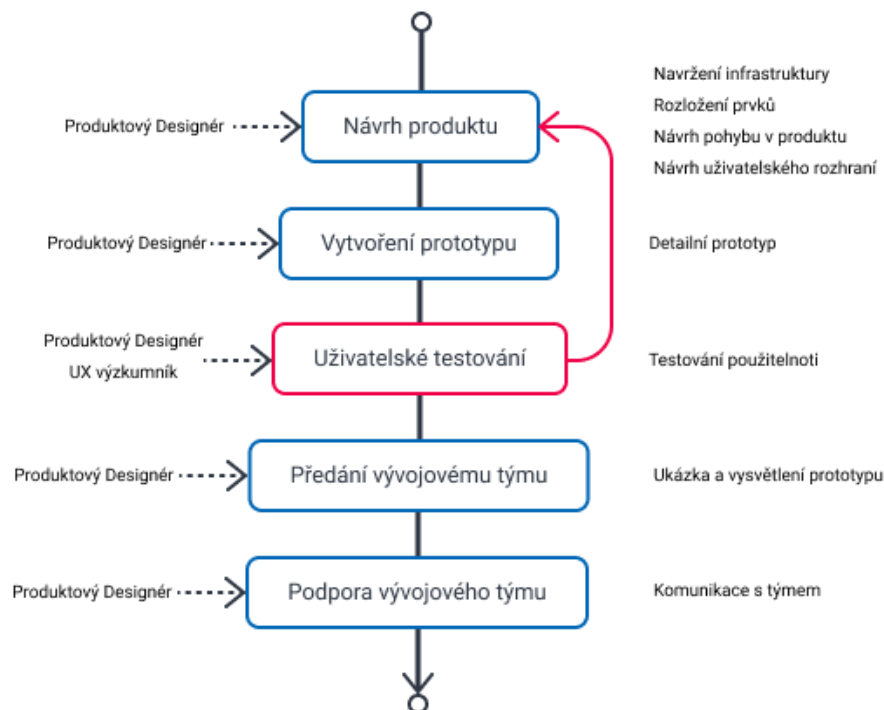 Navržení infrastruktury
Rozložení prvků
Produktový Designér
Návrh produktu
Návrh pohybu v produktu
Návrh uživatelského rozhraní
Produktový Designér
Vytvoření prototypu
Detailní prototyp
Produktový Designér
UX výzkumník
Uživatelské testování
Testování použitelnoti
Produktový Designér
Předání vývojovému týmu
Ukázka a vysvětlení prototypu
Produktový Designér
Podpora vývojového týmu
Komunikace s týmem